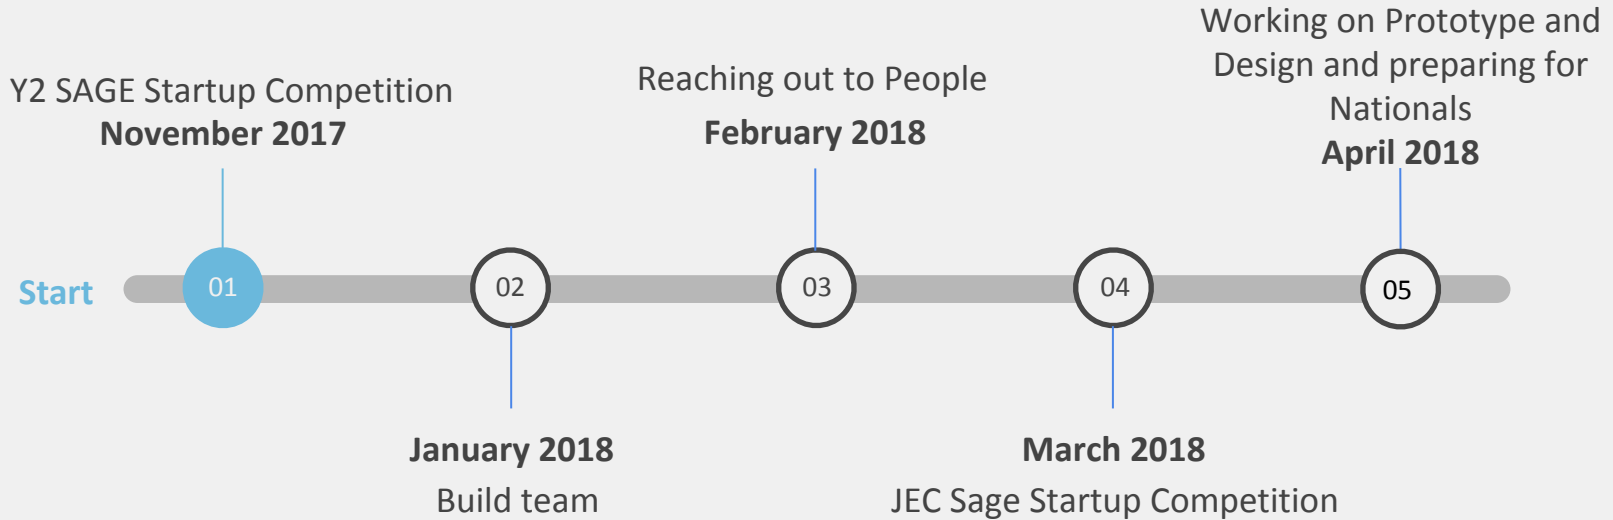 Y2 SAGE Startup Competition
November 2017
Reaching out to People
February 2018
Working on Prototype and
Design and preparing for
Nationals
April 2018
Start
01
02
03
04
05
January 2018
Build team
March 2018
JEC Sage Startup Competition